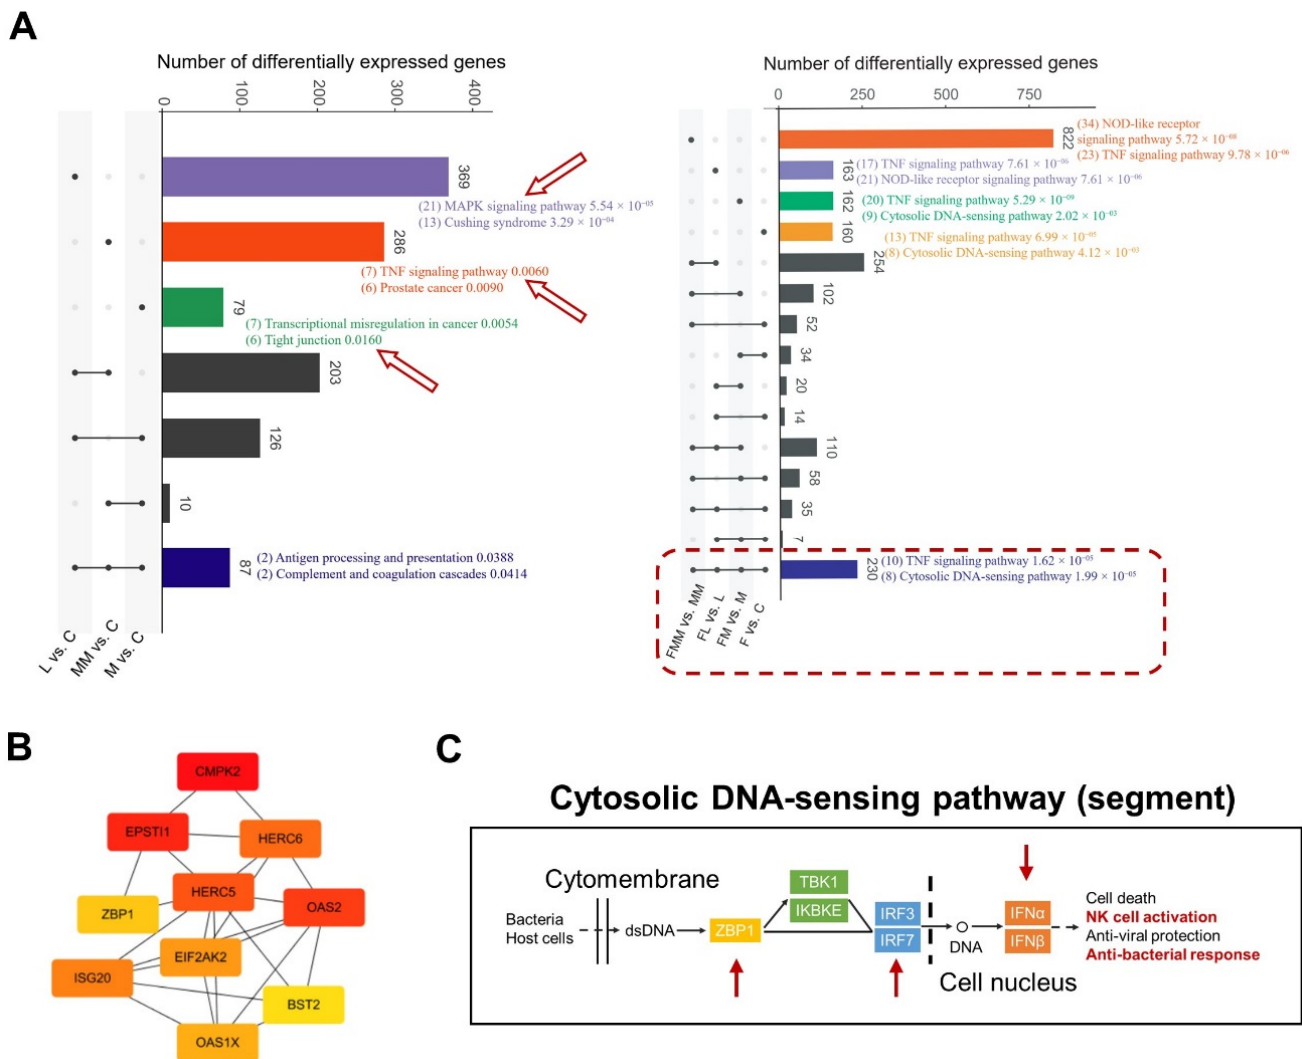 A
Number of differentially expressed genes
0
100
200
300
400
369
(21) MAPK signaling pathway 5.54 × 10⁻⁰⁵
(13) Cushing syndrome 3.29 × 10⁻⁰⁴
286
(7) TNF signaling pathway 0.0060
(6) Prostate cancer 0.0090
79
(7) Transcriptional misregulation in cancer 0.0054
(6) Tight junction 0.0160
203
126
10
87
(2) Antigen processing and presentation 0.0388
(2) Complement and coagulation cascades 0.0414
L vs. C
MM vs. C
M vs. C
Number of differentially expressed genes
0
250
500
750
822
(34) NOD-like receptor
signaling pathway 5.72 × 10⁻⁰⁸
(23) TNF signaling pathway 9.78 × 10⁻⁰⁶
163
(17) TNF signaling pathway 7.61 × 10⁻⁰⁶
(21) NOD-like receptor signaling pathway 7.61 × 10⁻⁰⁶
162
(20) TNF signaling pathway 5.29 × 10⁻⁰⁹
(9) Cytosolic DNA-sensing pathway 2.02 × 10⁻⁰³
160
(13) TNF signaling pathway 6.99 × 10⁻⁰⁵
(8) Cytosolic DNA-sensing pathway 4.12 × 10⁻⁰³
254
102
52
34
20
14
110
58
35
7
230
(10) TNF signaling pathway 1.62 × 10⁻⁰⁵
(8) Cytosolic DNA-sensing pathway 1.99 × 10⁻⁰⁵
FMM vs. MM
FL vs. L
FM vs. M
F vs. C
B
CMPK2
EPSTI1
HERC6
HERC5
ZBP1
OAS2
EIF2AK2
ISG20
BST2
OAS1X
C
Cytosolic DNA-sensing pathway (segment)
Cytomembrane
Bacteria
Host cells
dsDNA
ZBP1
TBK1
IKBKE
IRF3
IRF7
DNA
Cell nucleus
IFNα
IFNβ
Cell death
NK cell activation
Anti-viral protection
Anti-bacterial response